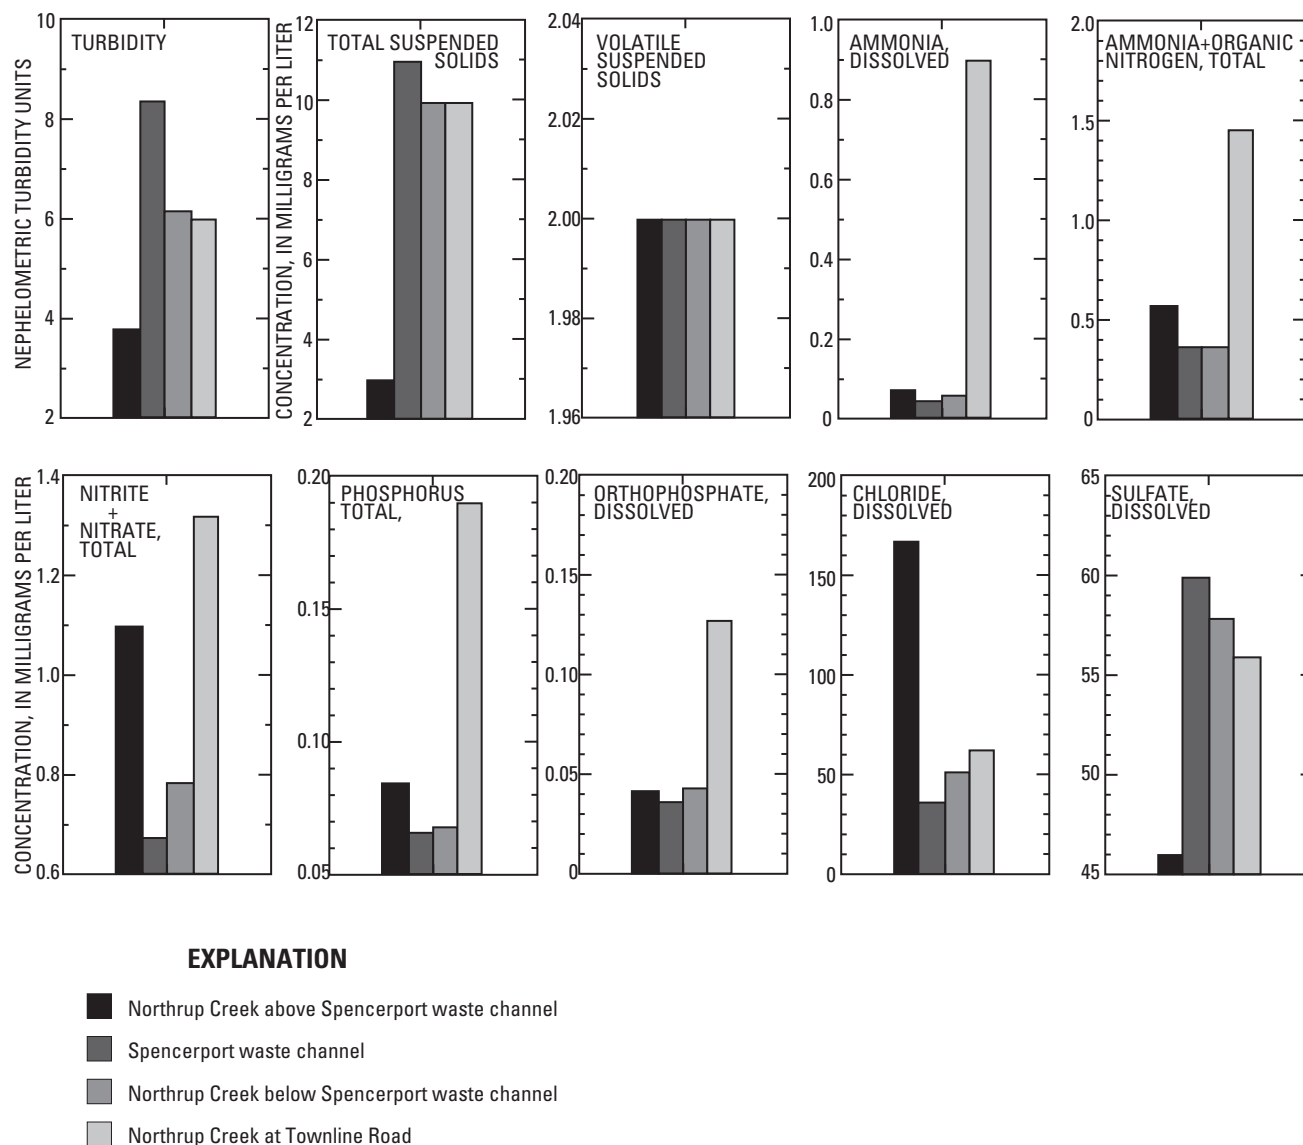 NEPHELOMETRIC TURBIDITY UNITS
10
8
6
4
2
TURBIDITY
CONCENTRATION, IN MILLIGRAMS PER LITER
12
10
8
6
4
2
TOTAL SUSPENDED
SOLIDS
2.04
2.02
2.00
1.98
1.96
VOLATILE
SUSPENDED
SOLIDS
1.0
0.8
0.6
0.4
0.2
0
AMMONIA,
DISSOLVED
2.0
1.5
1.0
0.5
0
AMMONIA+ORGANIC
NITROGEN, TOTAL
CONCENTRATION, IN MILLIGRAMS PER LITER
1.4
1.2
1.0
0.8
0.6
NITRITE
+
NITRATE,
TOTAL
0.20
0.15
0.10
0.05
PHOSPHORUS
TOTAL,
0.20
0.15
0.10
0.05
0
ORTHOPHOSPHATE,
DISSOLVED
200
150
100
50
0
CHLORIDE,
DISSOLVED
65
60
55
50
45
SULFATE,
DISSOLVED
EXPLANATION
Northrup Creek above Spencerport waste channel
Spencerport waste channel
Northrup Creek below Spencerport waste channel
Northrup Creek at Townline Road